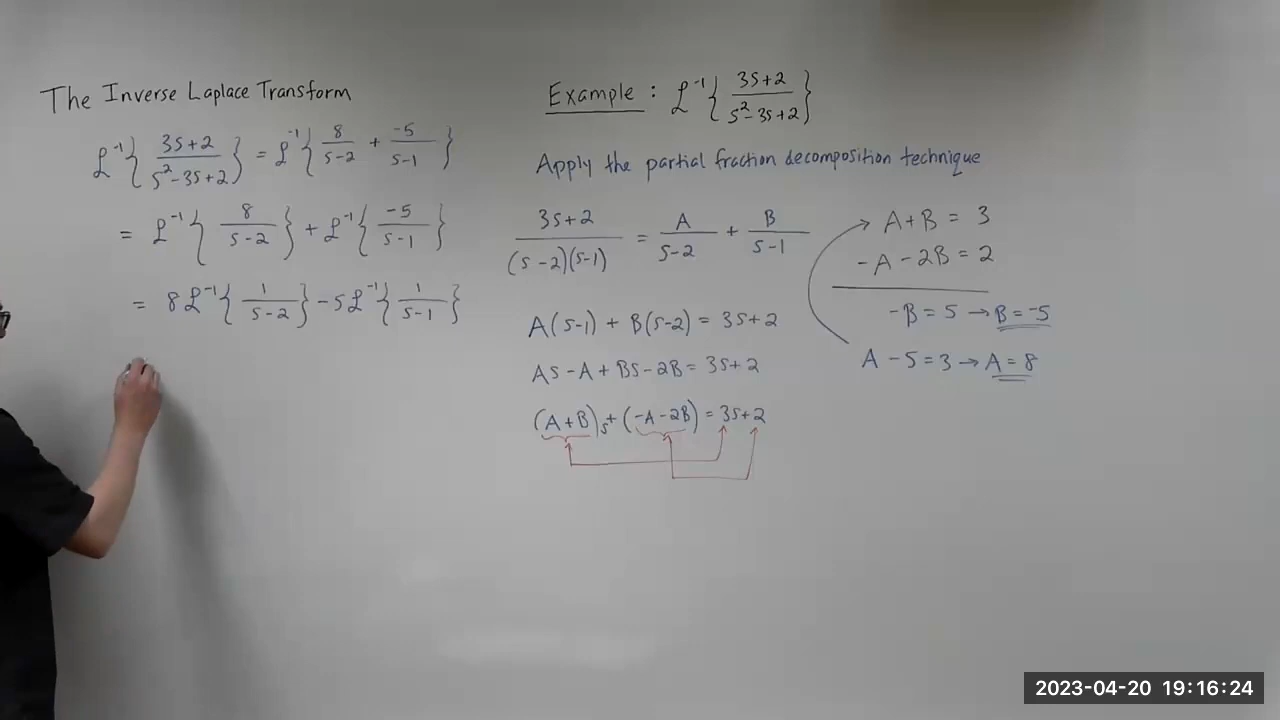 The Inverse Laplace Transform
ℒ⁻¹{ (3s+2)/(s²-3s+2) } = ℒ⁻¹{ 8/(s-2) + -5/(s-1) }
= ℒ⁻¹{ 8/(s-2) } + ℒ⁻¹{ -5/(s-1) }
= 8ℒ⁻¹{ 1/(s-2) } - 5ℒ⁻¹{ 1/(s-1) }
Example : ℒ⁻¹{ (3s+2)/(s²-3s+2) }
Apply the partial fraction decomposition technique
(3s+2)/((s-2)(s-1)) = A/(s-2) + B/(s-1)
A(s-1) + B(s-2) = 3s+2
As - A + Bs - 2B = 3s+2
(A+B)s + (-A-2B) = 3s+2
A+B = 3
-A-2B = 2
-B = 5 → B = -5
A - 5 = 3 → A = 8
2023-04-20 19:16:24